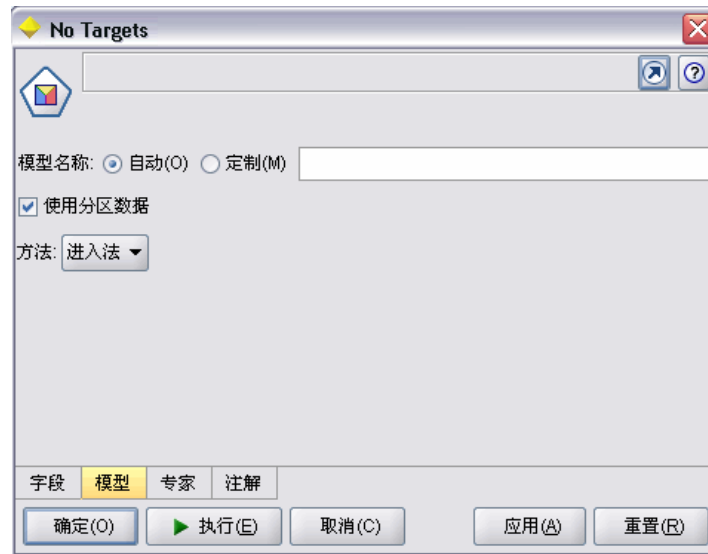 No Targets
模型名称: 自动(O) 定制(M)
使用分区数据
方法: 进入法
字段 模型 专家 注解
确定(O) 执行(E) 取消(C) 应用(A) 重置(R)